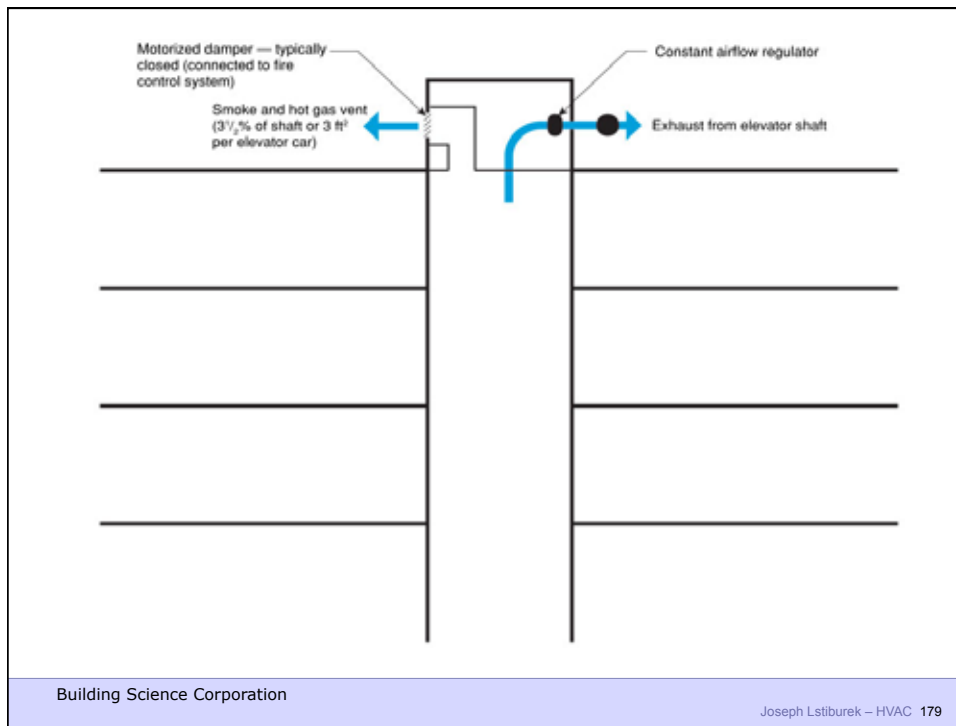 Motorized damper — typically
closed (connected to fire
control system)
Constant airflow regulator
Smoke and hot gas vent
(3¹/₂% of shaft or 3 ft²
per elevator car)
Exhaust from elevator shaft
Building Science Corporation
Joseph Lstiburek – HVAC 179